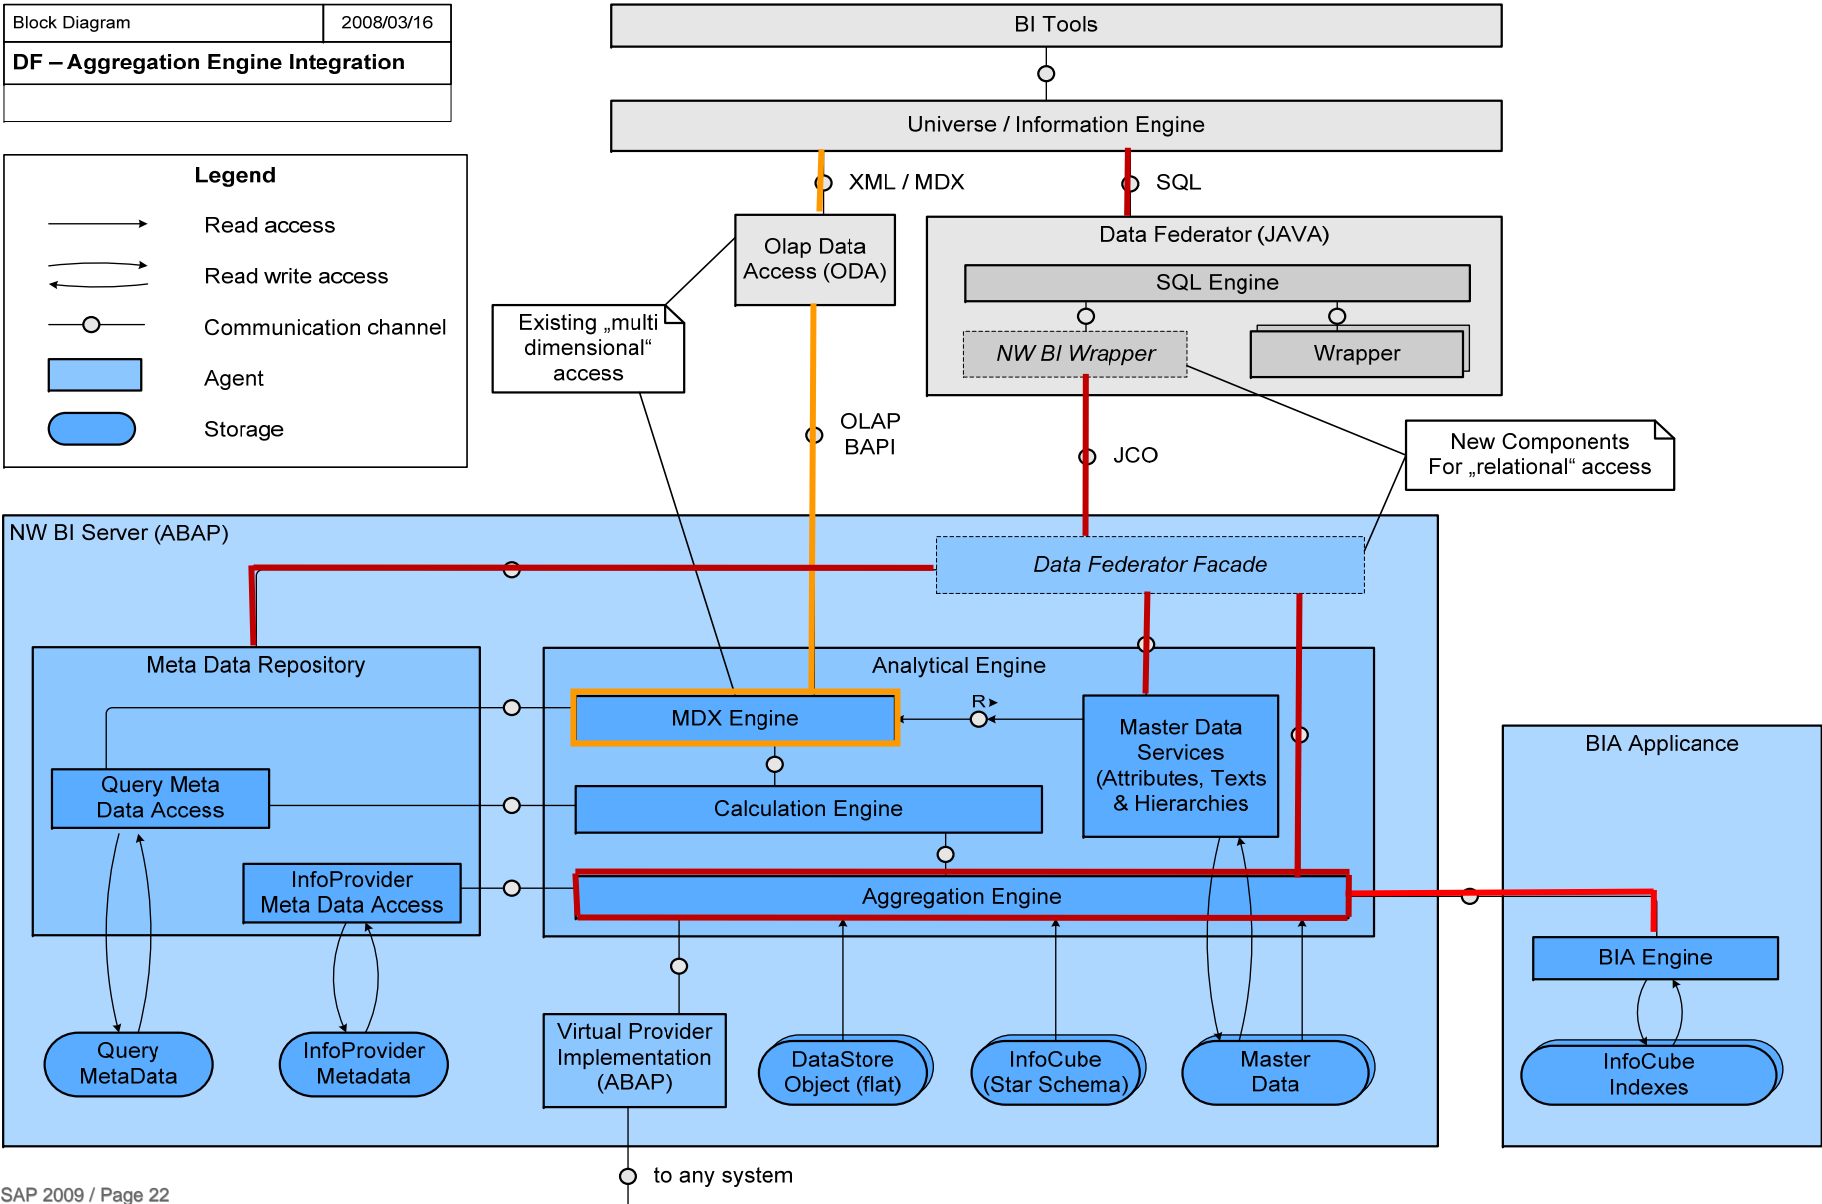 Block Diagram
2008/03/16
DF – Aggregation Engine Integration
Legend
Read access
Read write access
Communication channel
Agent
Storage
BI Tools
Universe / Information Engine
XML / MDX
SQL
Olap Data
Access (ODA)
Data Federator (JAVA)
SQL Engine
NW BI Wrapper
Wrapper
Existing „multi
dimensional“
access
OLAP
BAPI
JCO
New Components
For „relational“ access
NW BI Server (ABAP)
Data Federator Facade
Meta Data Repository
Analytical Engine
MDX Engine
R
Master Data
Services
(Attributes, Texts
& Hierarchies
Query Meta
Data Access
Calculation Engine
InfoProvider
Meta Data Access
Aggregation Engine
BIA Applicance
BIA Engine
Query
MetaData
InfoProvider
Metadata
Virtual Provider
Implementation
(ABAP)
DataStore
Object (flat)
InfoCube
(Star Schema)
Master
Data
InfoCube
Indexes
to any system
SAP 2009 / Page 22